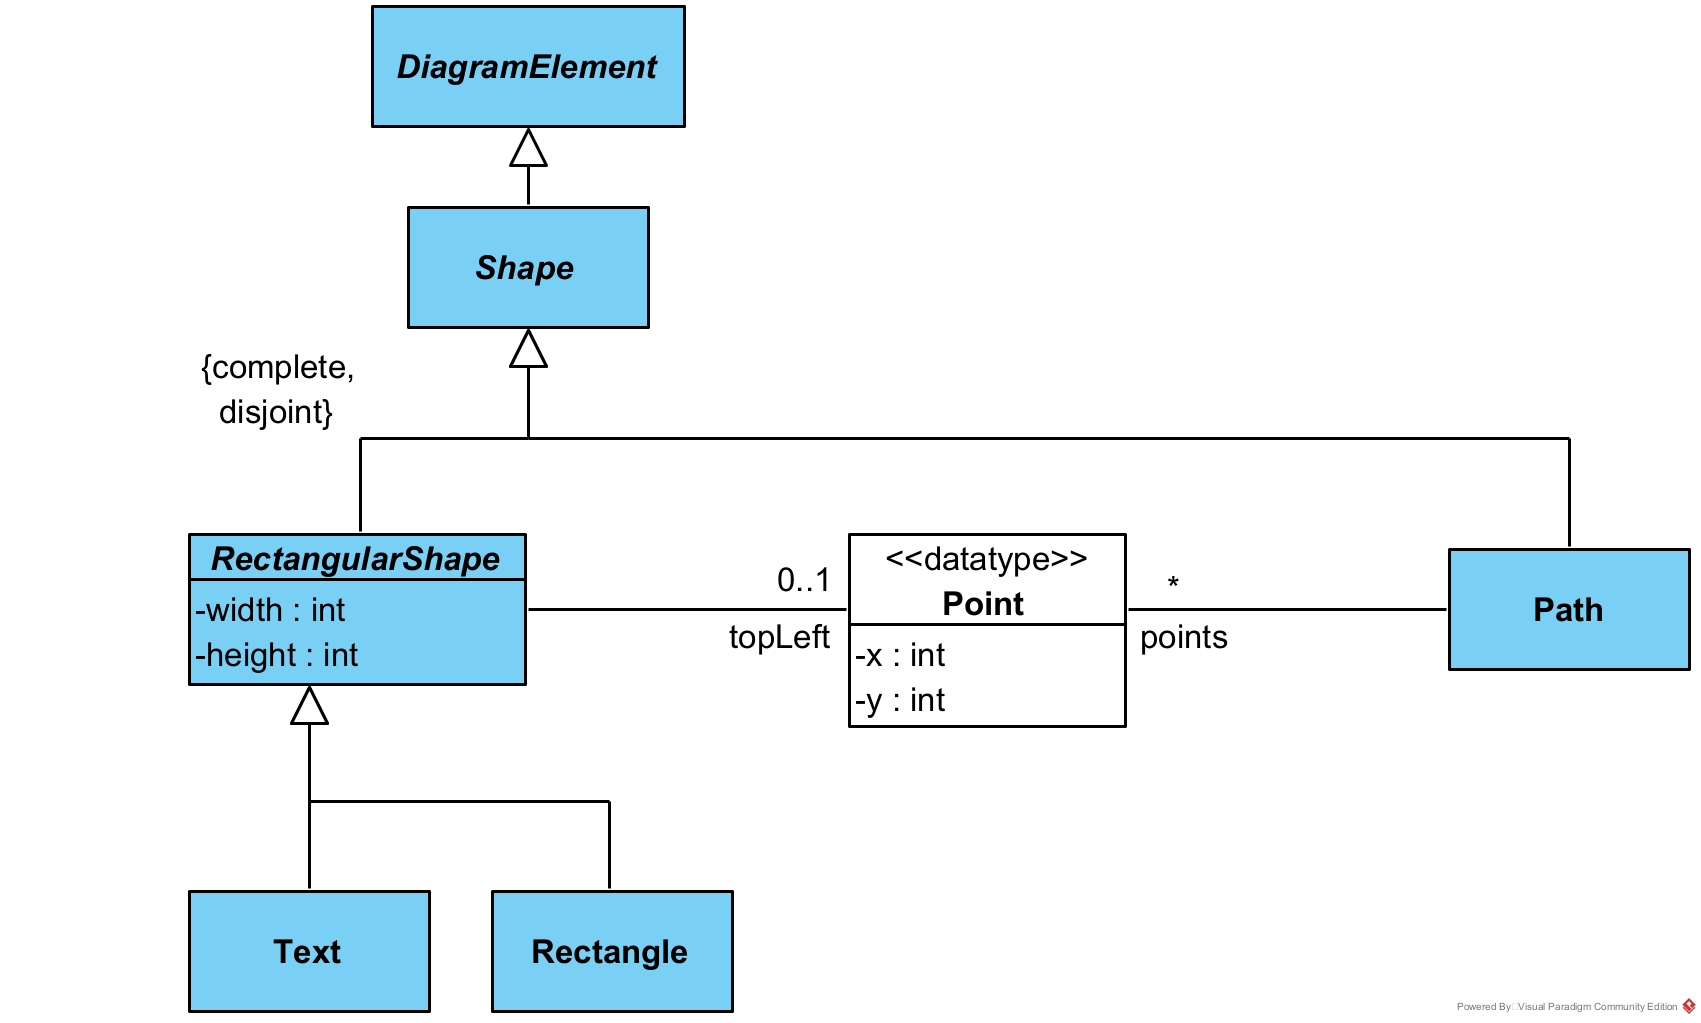 DiagramElement
Shape
{complete,
disjoint}
RectangularShape
-width : int
-height : int
0..1
topLeft
<<datatype>>
Point
-x : int
-y : int
*
points
Path
Text
Rectangle
Powered By Visual Paradigm Community Edition